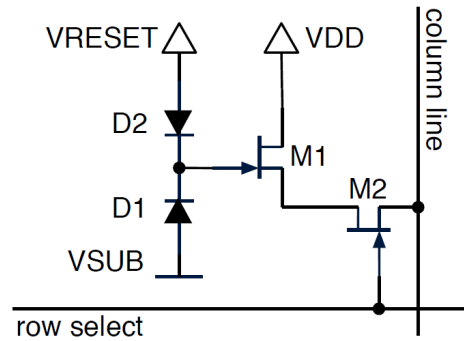 VRESET
VDD
column line
D2
M1
D1
M2
VSUB
row select